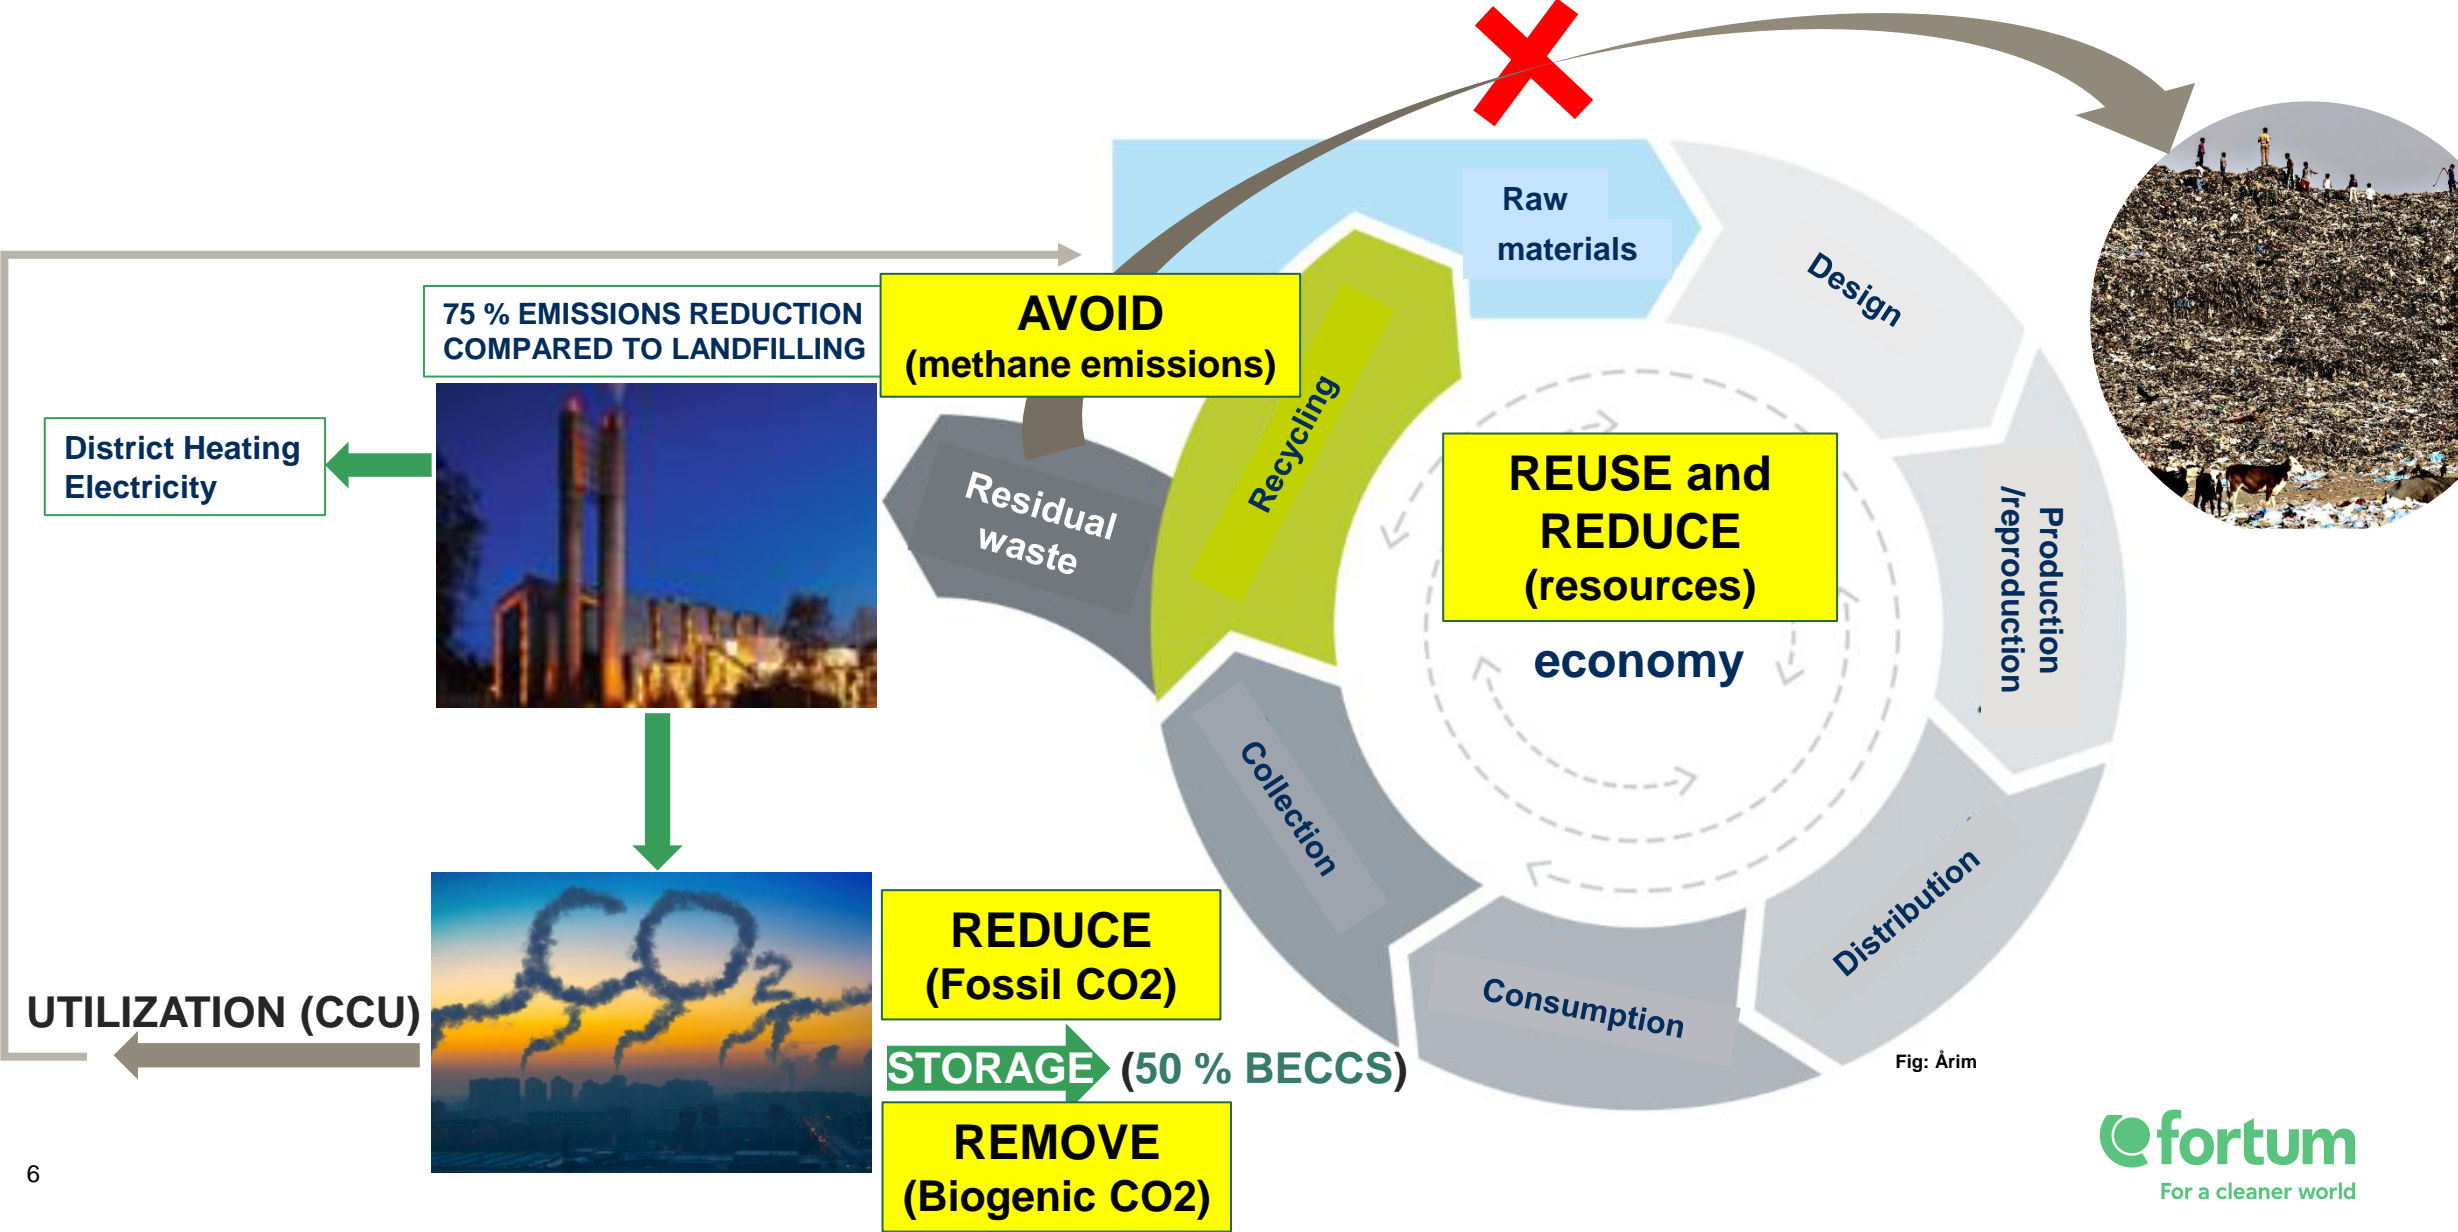 Raw
materials
Design
75 % EMISSIONS REDUCTION
COMPARED TO LANDFILLING
AVOID
(methane emissions)
District Heating
Electricity
Residual
waste
Recycling
REUSE and
REDUCE
(resources)
economy
Production
/reproduction
Collection
Distribution
Consumption
CO2
REDUCE
(Fossil CO2)
UTILIZATION (CCU)
STORAGE (50 % BECCS)
REMOVE
(Biogenic CO2)
Fig: Årim
fortum
For a cleaner world
6